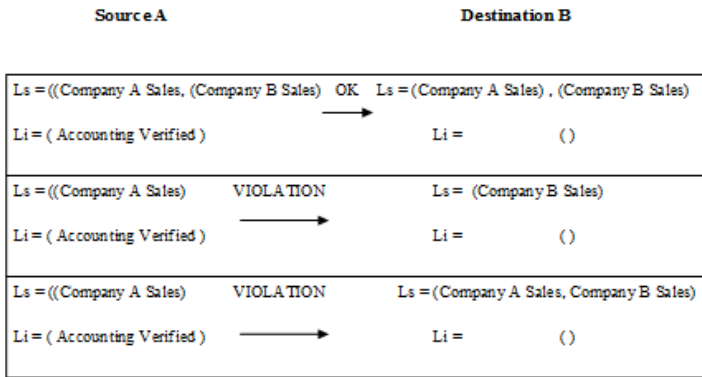 Source A Destination B
Ls = ((Company A Sales, (Company B Sales) OK Ls = (Company A Sales) , (Company B Sales)
Li = ( Accounting Verified ) Li = ( )
Ls = ((Company A Sales) VIOLATION Ls = (Company B Sales)
Li = ( Accounting Verified ) Li = ( )
Ls = ((Company A Sales) VIOLATION Ls = (Company A Sales, Company B Sales)
Li = ( Accounting Verified ) Li = ( )